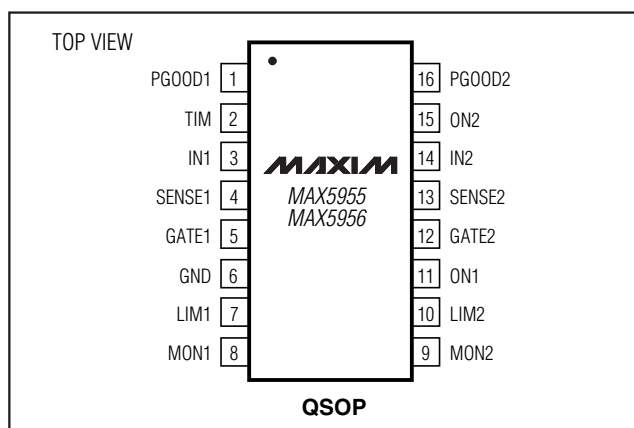 TOP VIEW
PGOOD1 1
16 PGOOD2
TIM 2
15 ON2
IN1 3
14 IN2
MAXIM
SENSE1 4
MAX5955
13 SENSE2
MAX5956
GATE1 5
12 GATE2
GND 6
11 ON1
LIM1 7
10 LIM2
MON1 8
9 MON2
QSOP